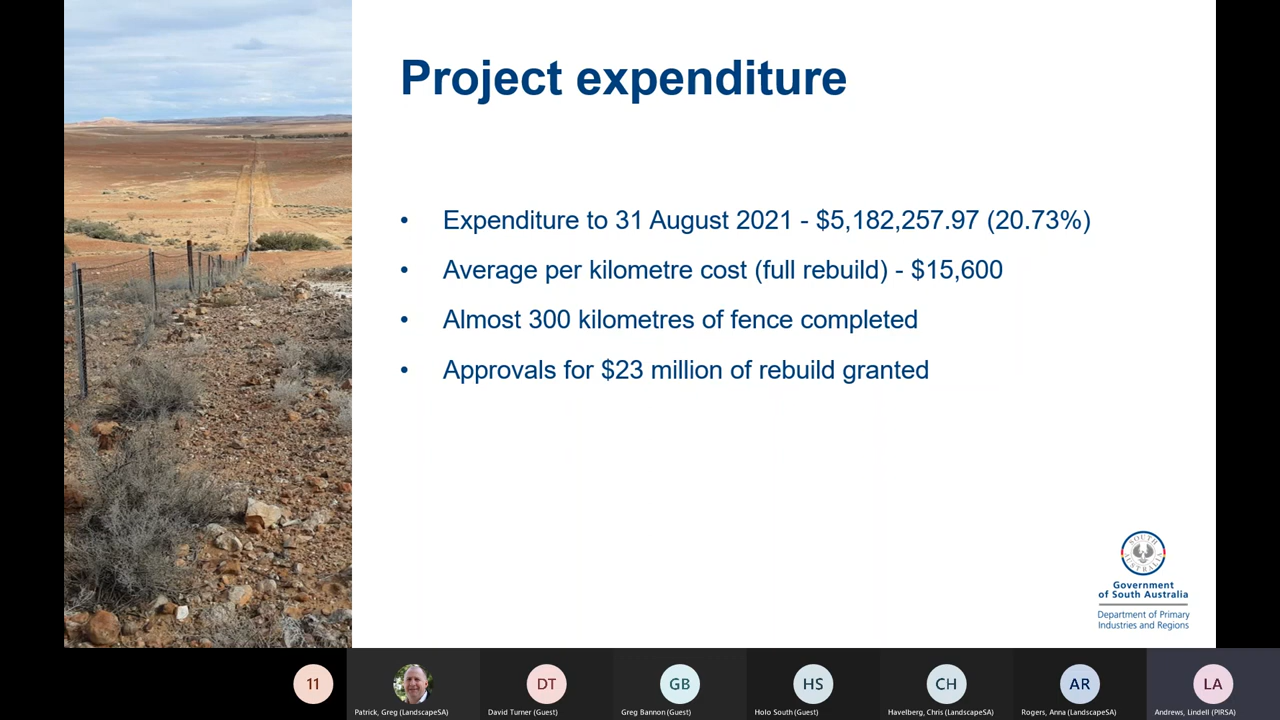 Project expenditure
• Expenditure to 31 August 2021 - $5,182,257.97 (20.73%)
• Average per kilometre cost (full rebuild) - $15,600
• Almost 300 kilometres of fence completed
• Approvals for $23 million of rebuild granted
SOUTH AUSTRALIA
Government
of South Australia
Department of Primary
Industries and Regions
11
DT
GB
HS
CH
AR
LA
Patrick, Greg (LandscapeSA)
David Turner (Guest)
Greg Bannon (Guest)
Holo South (Guest)
Havelberg, Chris (LandscapeSA)
Rogers, Anna (LandscapeSA)
Andrews, Lindell (PIRSA)